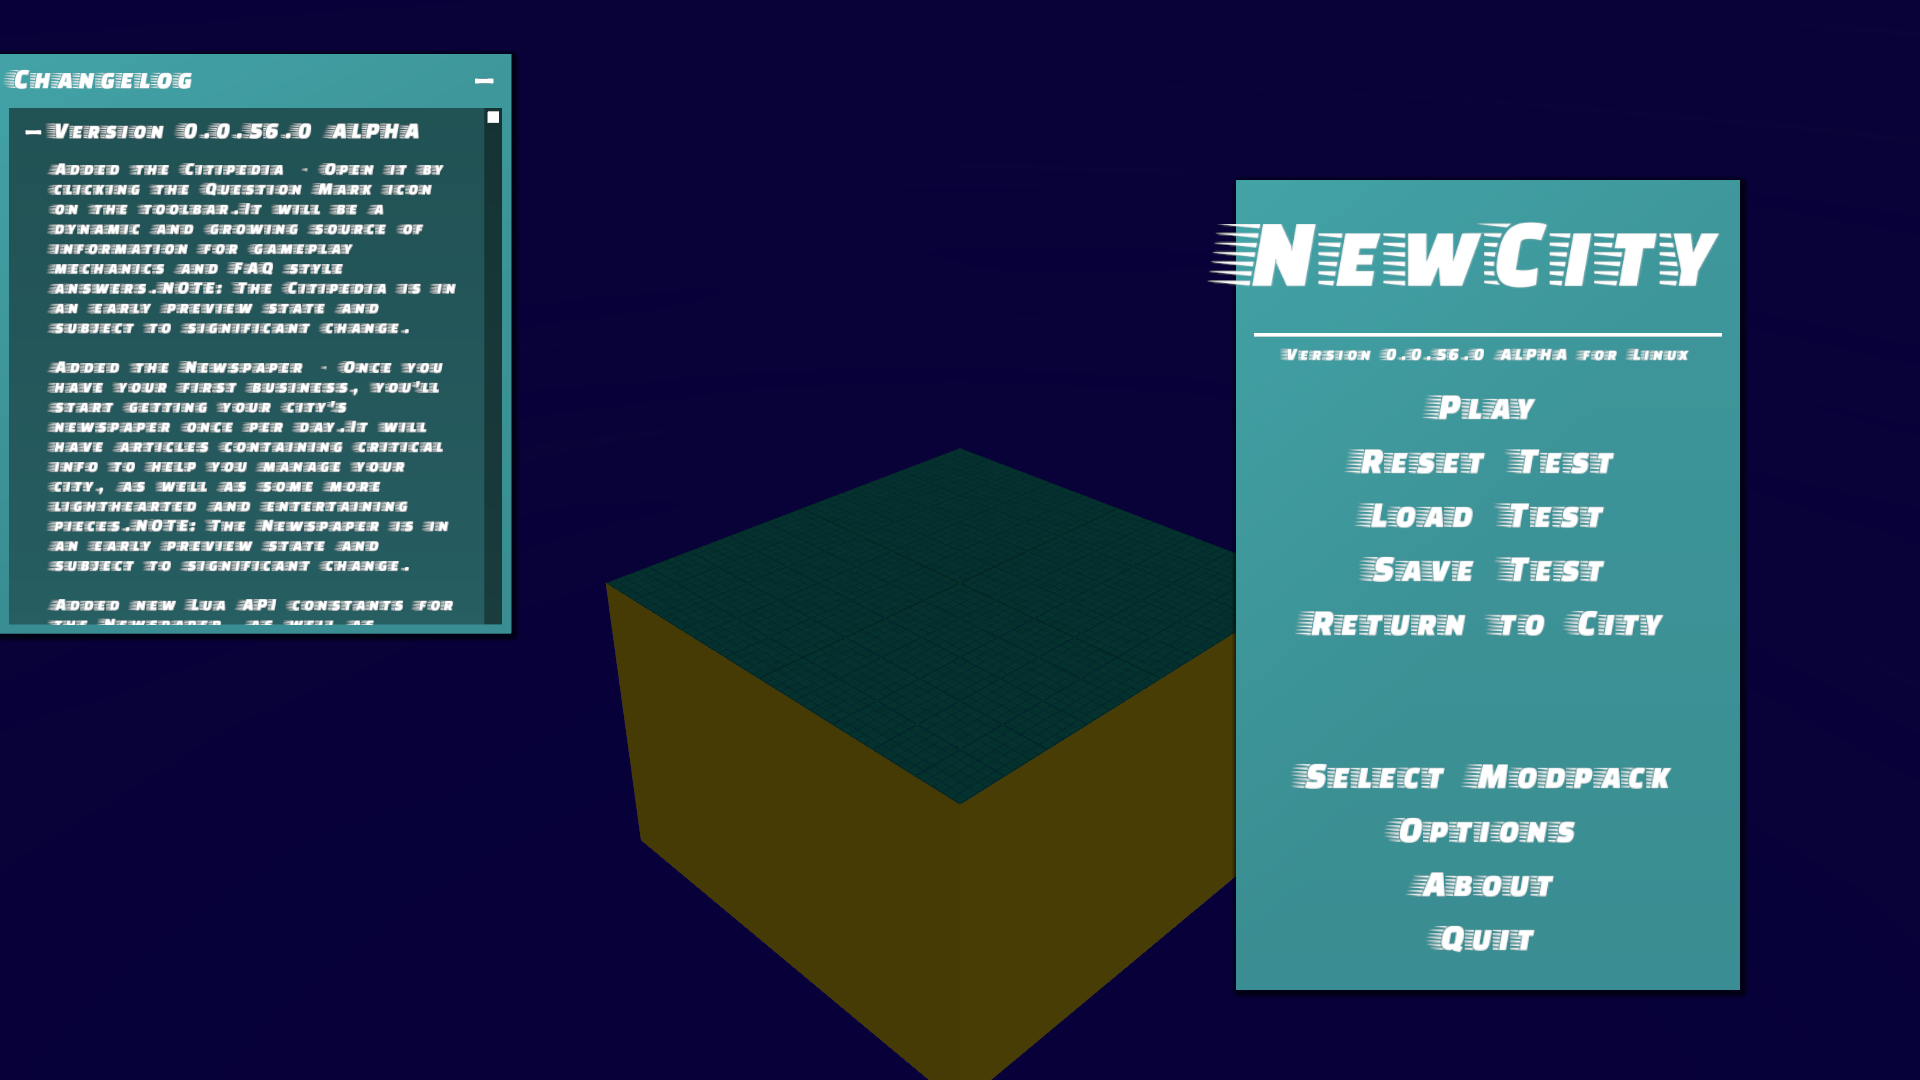 Changelog
Version 0.0.56.0 ALPHA
Added the Citipedia - Open it by
clicking the Question Mark icon
on the toolbar.It will be a
dynamic and growing source of
information for gameplay
mechanics and FAQ style
answers.NOTE: The Citipedia is in
an early preview state and
subject to significant change.
Added the Newspaper - Once you
have your first business, you'll
start getting your city's
newspaper once per day.It will
have articles containing critical
info to help you manage your
city, as well as some more
lighthearted and entertaining
pieces.NOTE: The Newspaper is in
an early preview state and
subject to significant change.
Added new Lua API constants for
the Newspaper, as well as
NewCity
Version 0.0.56.0 ALPHA for Linux
Play
Reset Test
Load Test
Save Test
Return to City
Select Modpack
Options
About
Quit